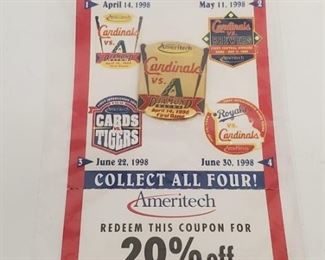 1 April 14, 1998
May 11, 1998 2
Ameritech
Cardinals
vs.
DIAMOND
Ameritech
Cardinals
vs.
BREWERS
Ameritech
Cardinals
vs.
DIAMOND
April 14, 1998
First Game
CARDS
VS.
TIGERS
Royals
vs.
Cardinals
3 June 22, 1998
June 30, 1998 4
COLLECT ALL FOUR!
Ameritech
REDEEM THIS COUPON FOR
20% off